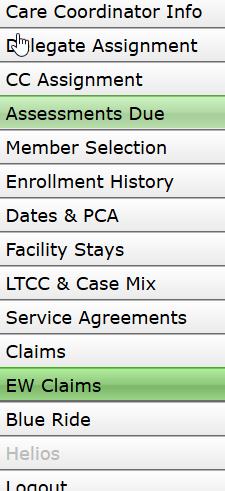 Care Coordinator Info
Delegate Assignment
CC Assignment
Assessments Due
Member Selection
Enrollment History
Dates & PCA
Facility Stays
LTCC & Case Mix
Service Agreements
Claims
EW Claims
Blue Ride
Helios
Logout